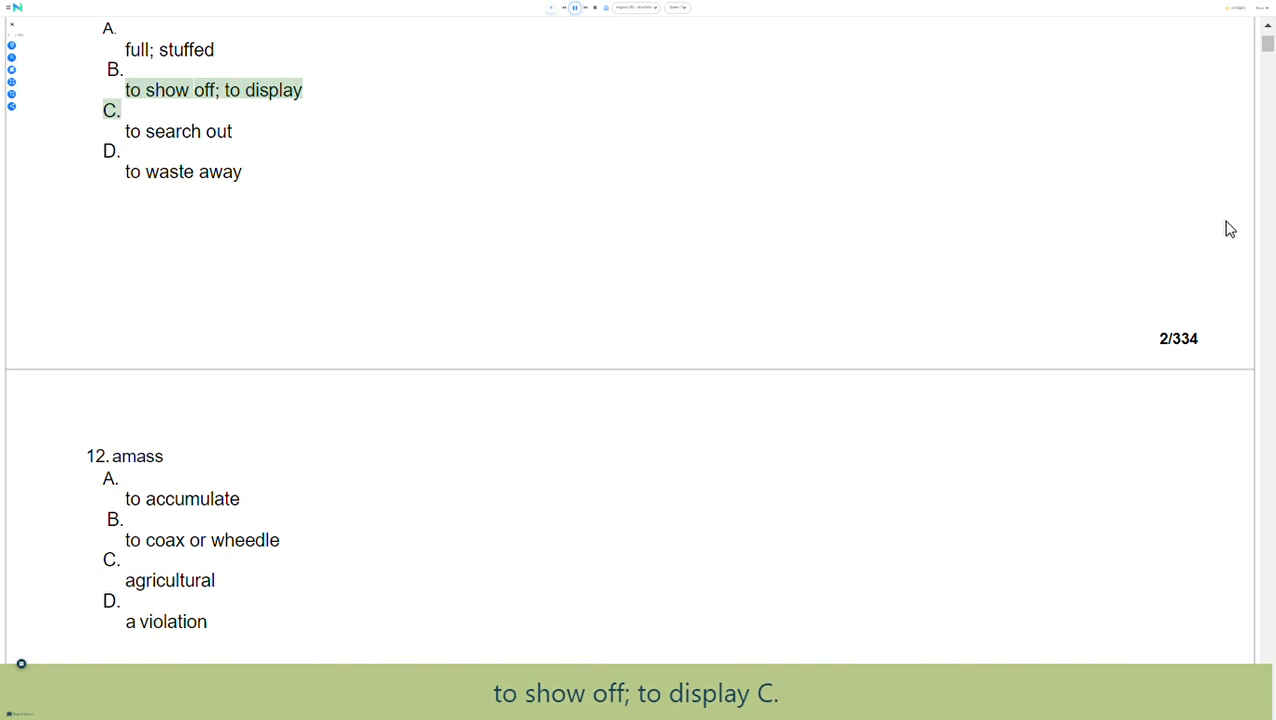 A.
full; stuffed
B.
to show off; to display
C.
to search out
D.
to waste away
2/334
12. amass
A.
to accumulate
B.
to coax or wheedle
C.
agricultural
D.
a violation
to show off; to display C.